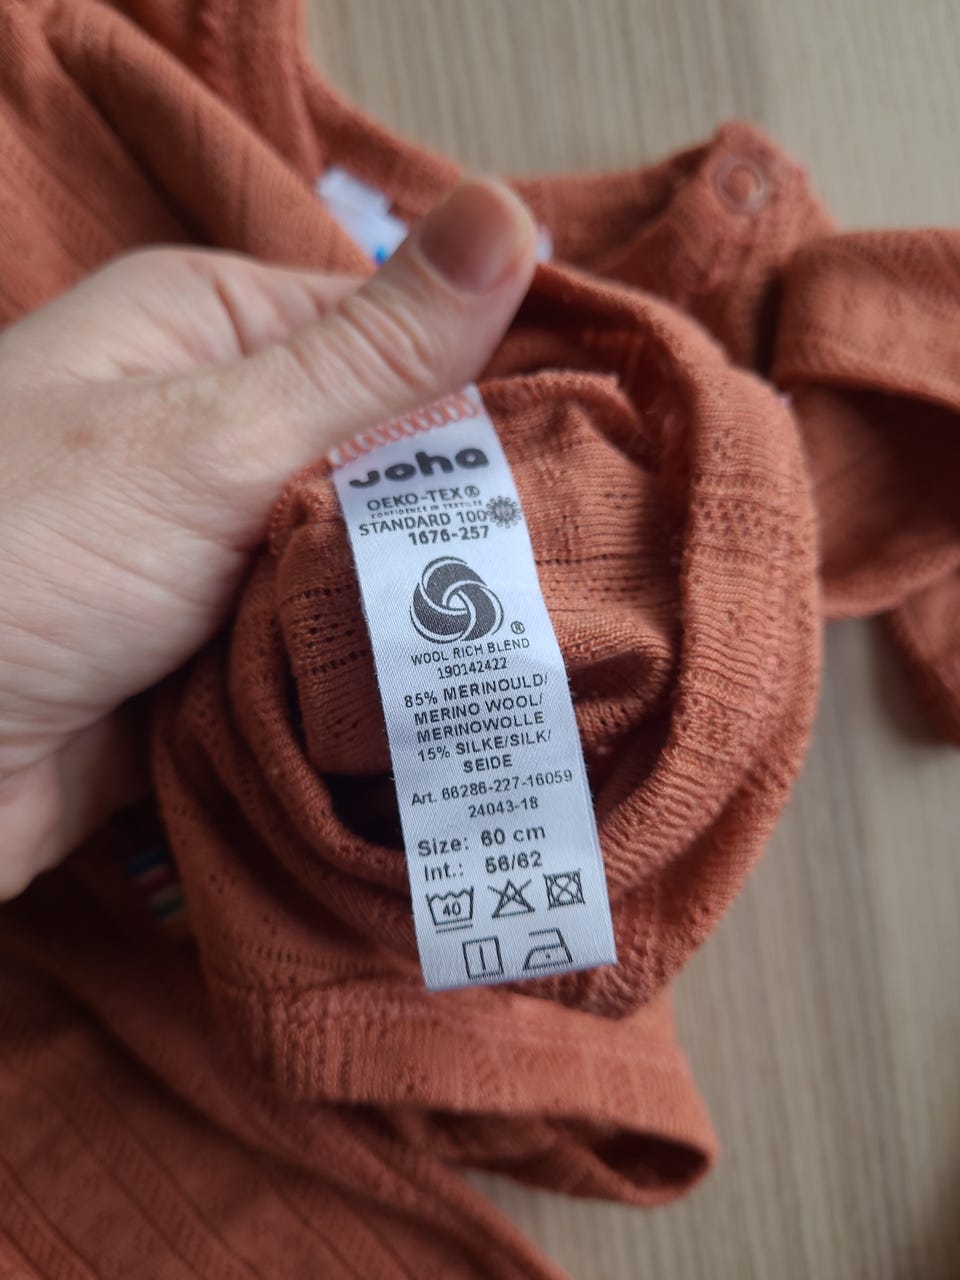 Joha
OEKO-TEX®
CONFIDENCE IN TEXTILES
STANDARD 100
1676-257
®
WOOL RICH BLEND
190142422
85% MERINOULD/
MERINO WOOL/
MERINOWOLLE
15% SILKE/SILK/
SEIDE
Art. 66286-227-16059
24043-18
Size: 60 cm
Int.: 56/62
40